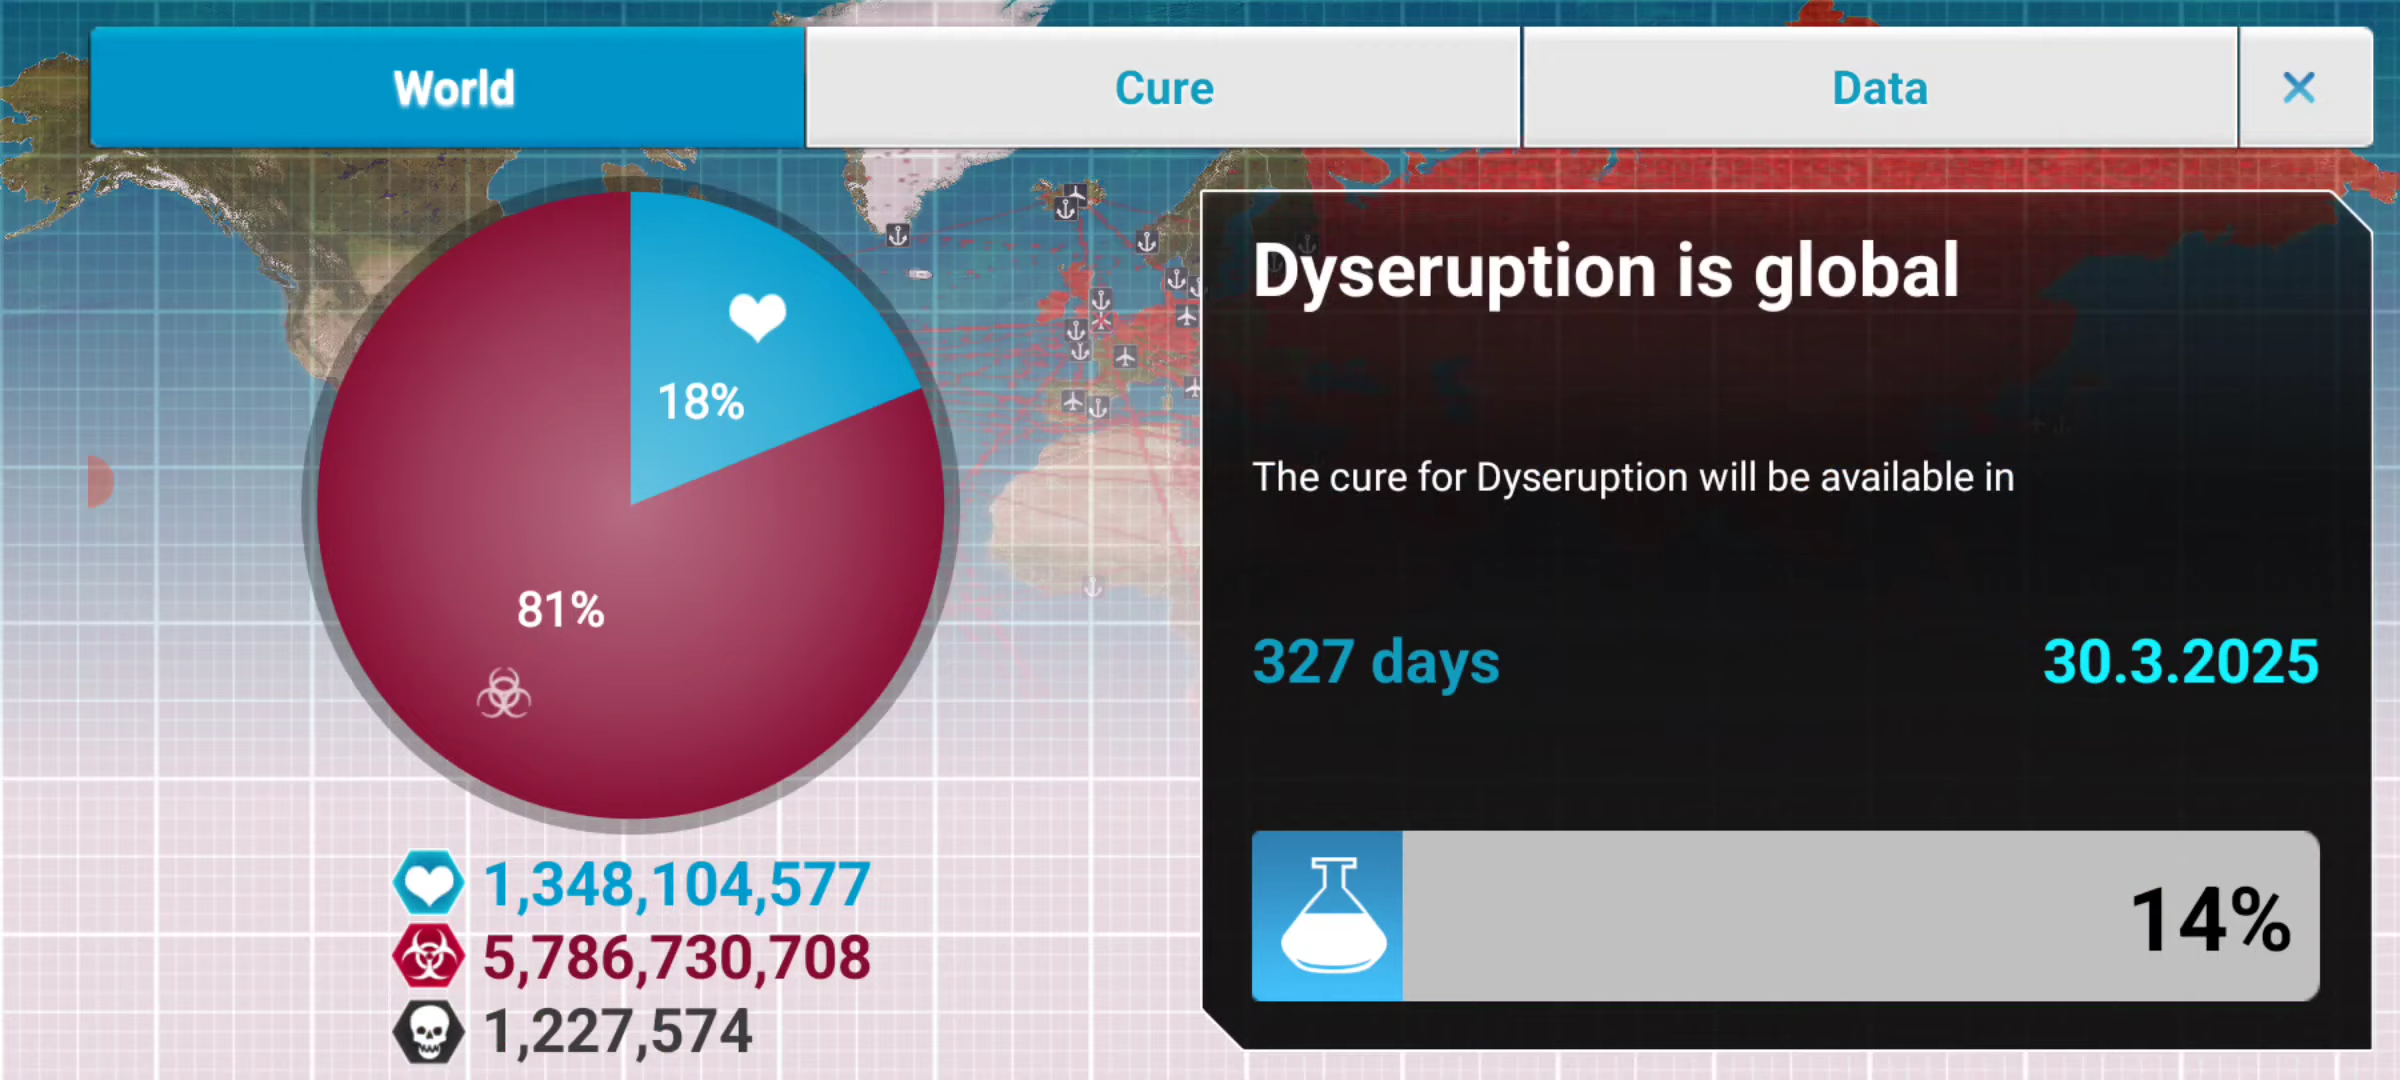 World
Cure
Data
18%
81%
1,348,104,577
5,786,730,708
1,227,574
Dyseruption is global
The cure for Dyseruption will be available in
327 days
30.3.2025
14%